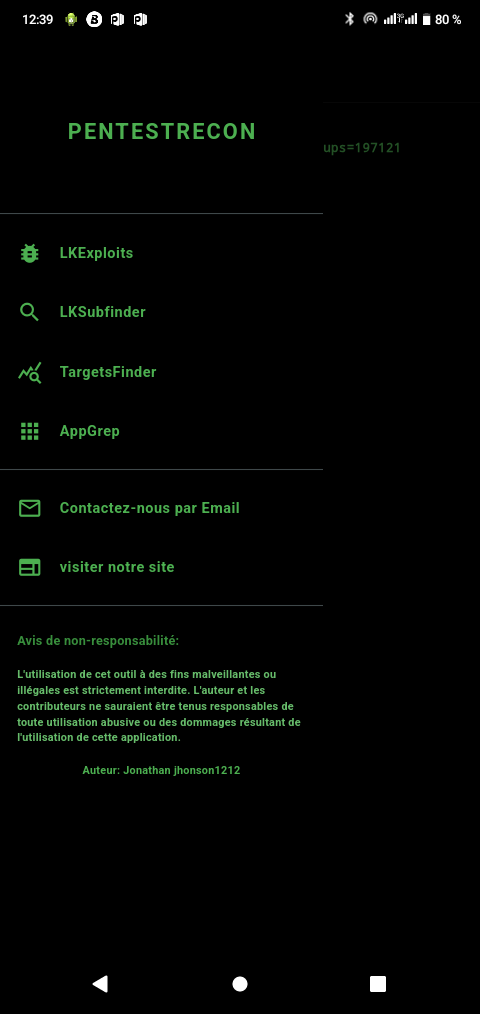 12:39
3G
80 %
PENTESTRECON
ups=197121
LKExploits
LKSubfinder
TargetsFinder
AppGrep
Contactez-nous par Email
visiter notre site
Avis de non-responsabilité:
L'utilisation de cet outil à des fins malveillantes ou
illégales est strictement interdite. L'auteur et les
contributeurs ne sauraient être tenus responsables de
toute utilisation abusive ou des dommages résultant de
l'utilisation de cette application.
Auteur: Jonathan jhonson1212